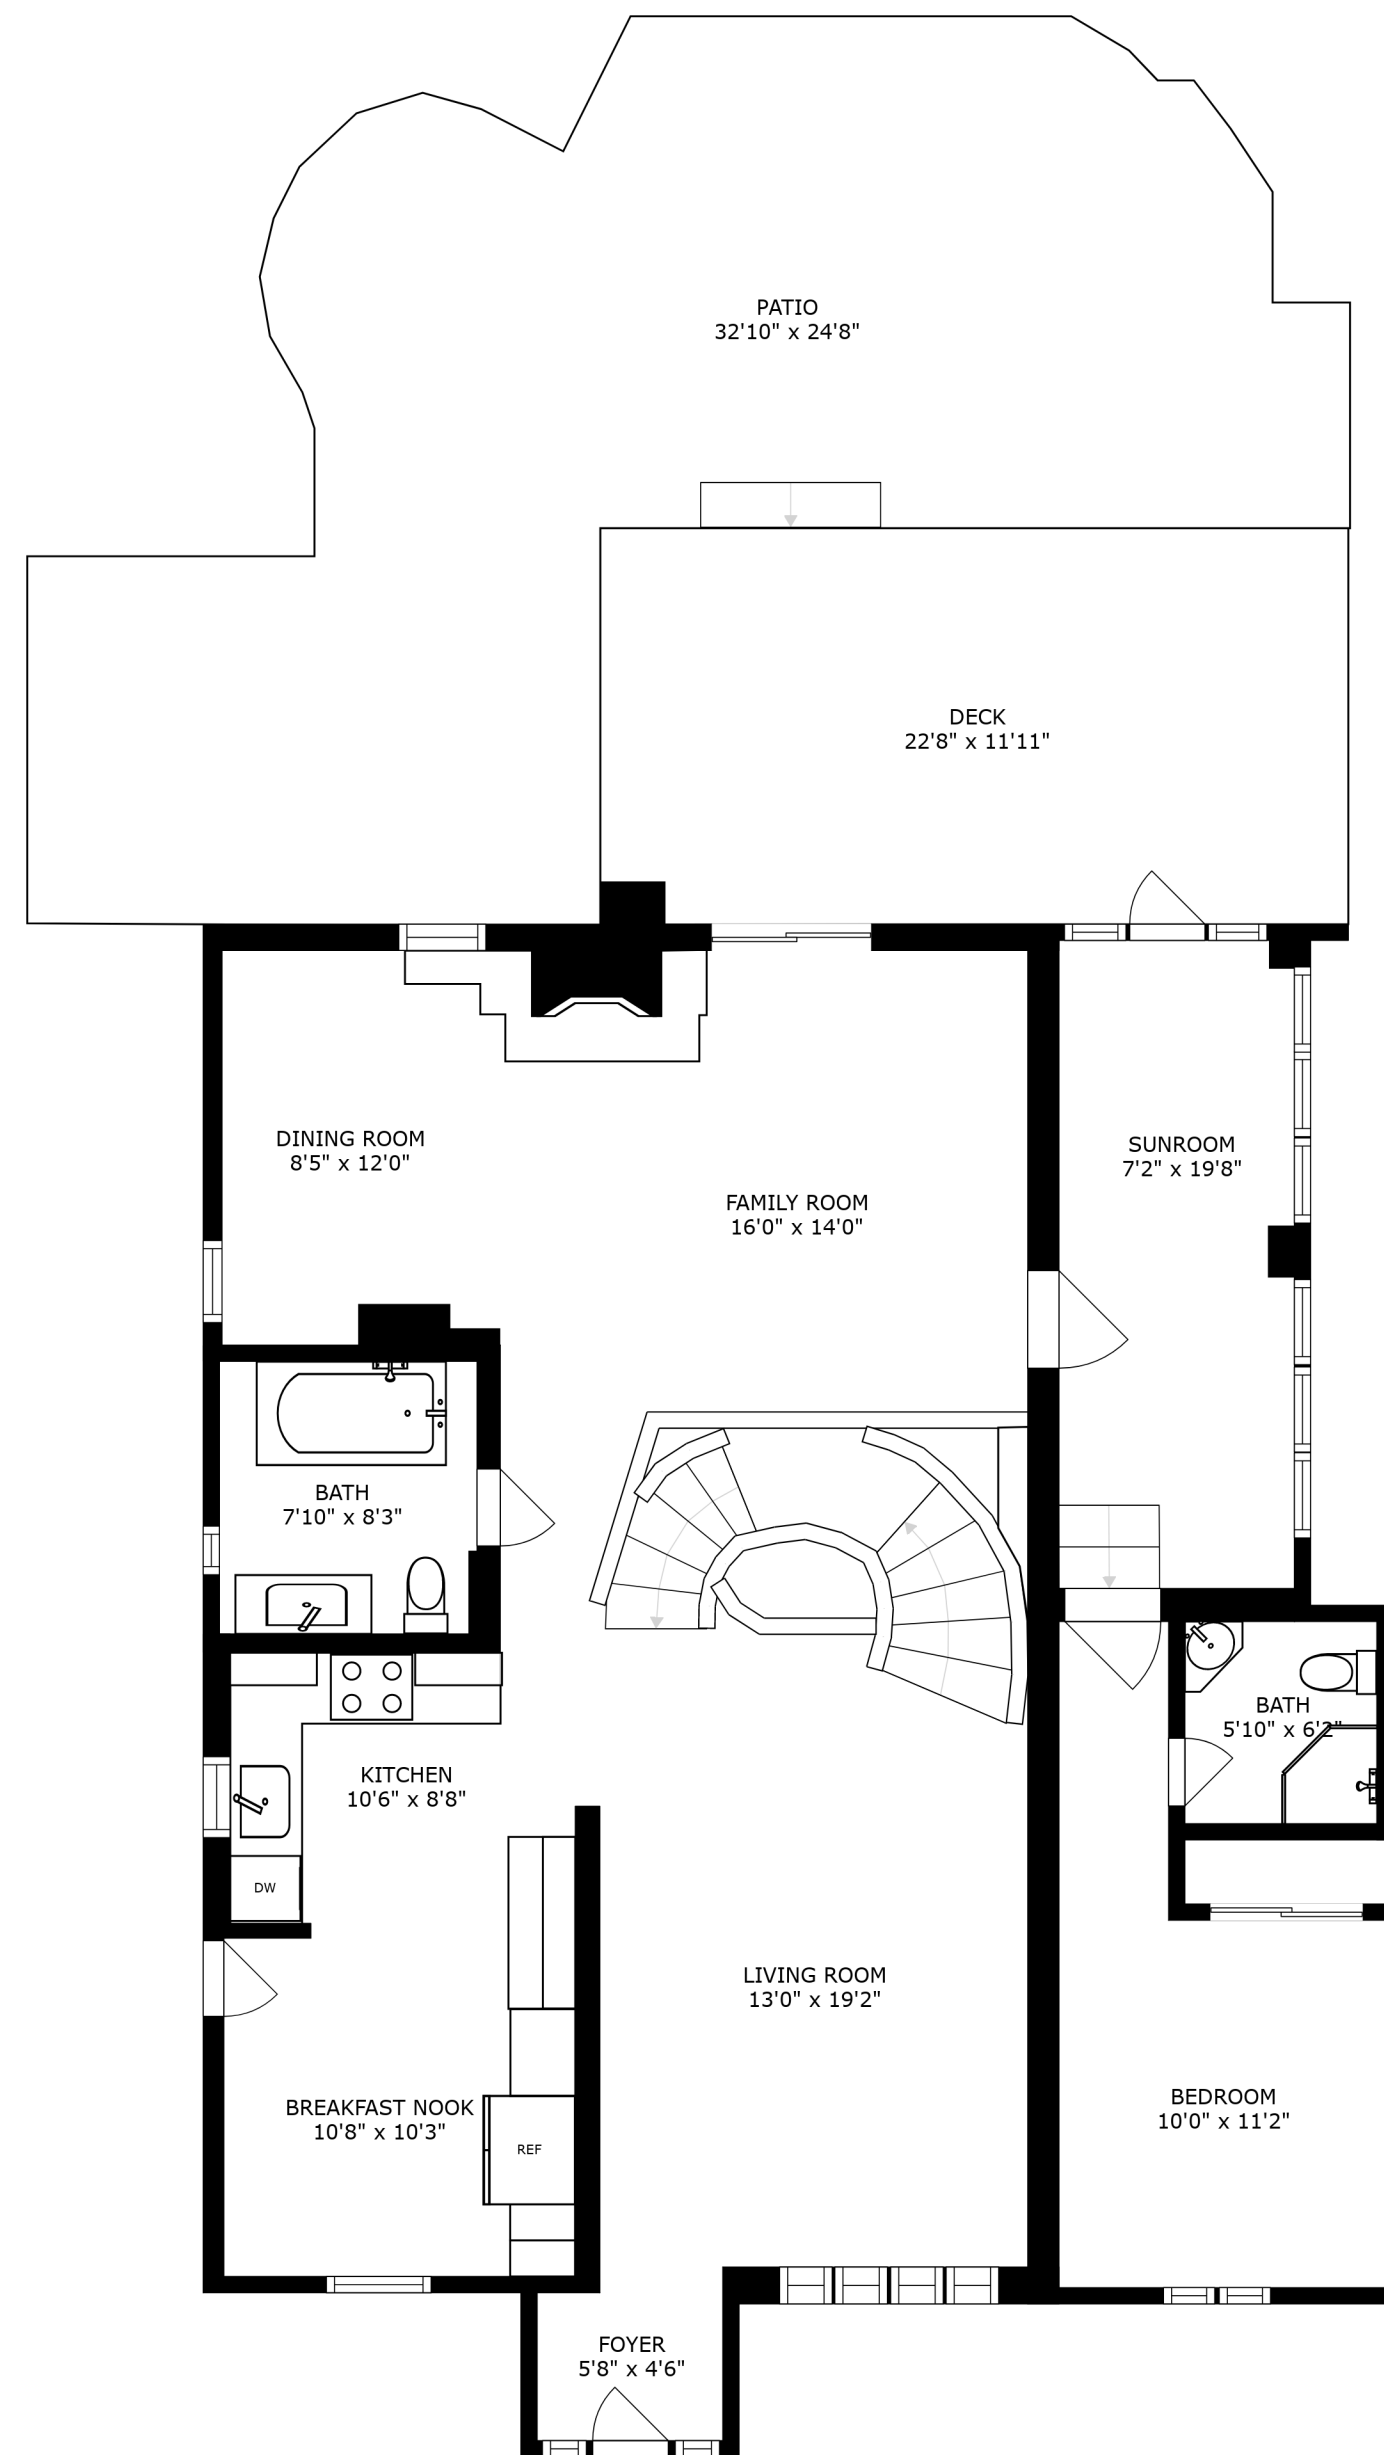 PATIO
32'10" x 24'8"
DECK
22'8" x 11'11"
DINING ROOM
8'5" x 12'0"
SUNROOM
7'2" x 19'8"
FAMILY ROOM
16'0" x 14'0"
BATH
7'10" x 8'3"
BATH
5'10" x 6'2"
KITCHEN
10'6" x 8'8"
DW
LIVING ROOM
13'0" x 19'2"
BREAKFAST NOOK
10'8" x 10'3"
REF
BEDROOM
10'0" x 11'2"
FOYER
5'8" x 4'6"